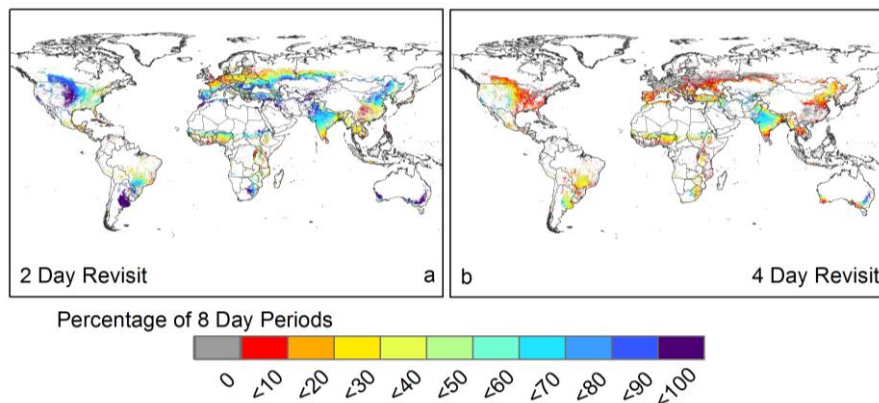 2 Day Revisit
a
b
4 Day Revisit
Percentage of 8 Day Periods
0
<10
<20
<30
<40
<50
<60
<70
<80
<90
<100